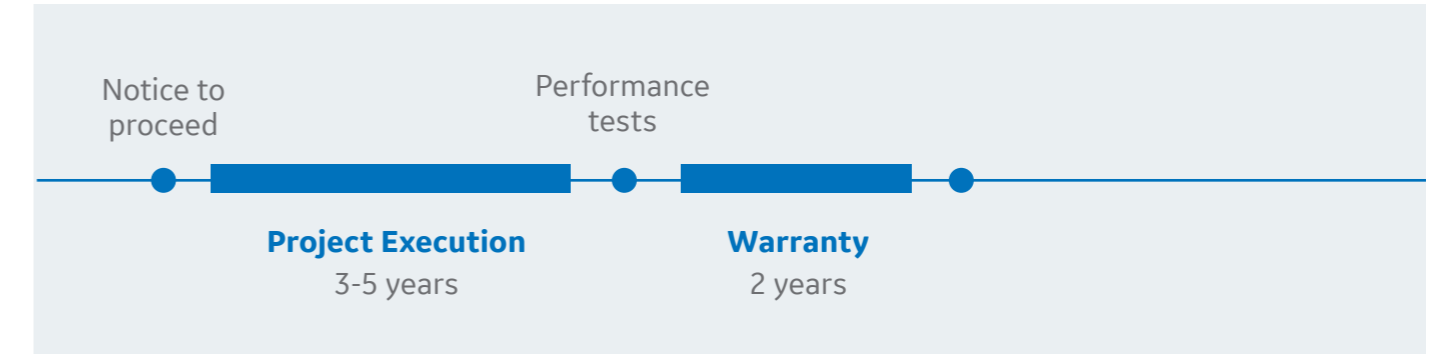 Notice to
proceed
Performance
tests
Project Execution
3-5 years
Warranty
2 years